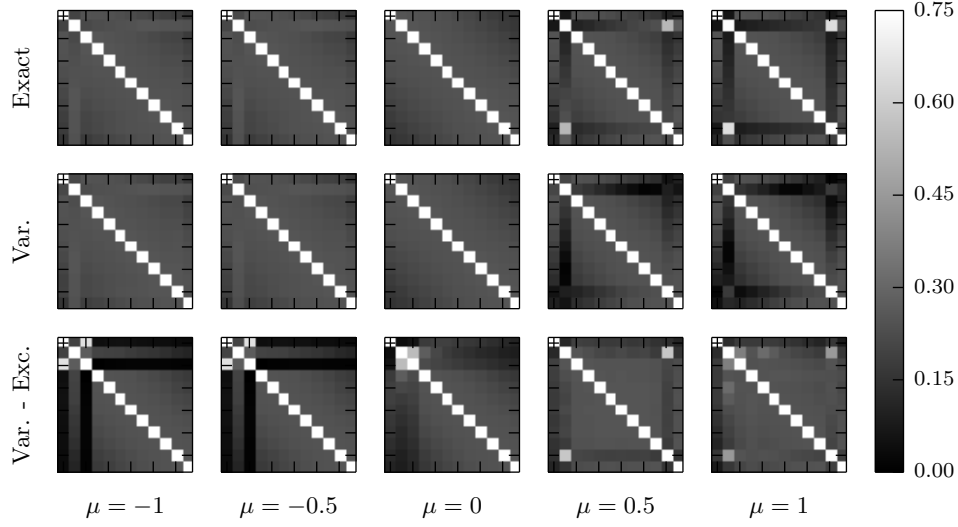 Exact
Var.
Var. - Exc.
μ = −1
μ = −0.5
μ = 0
μ = 0.5
μ = 1
0.75
0.60
0.45
0.30
0.15
0.00